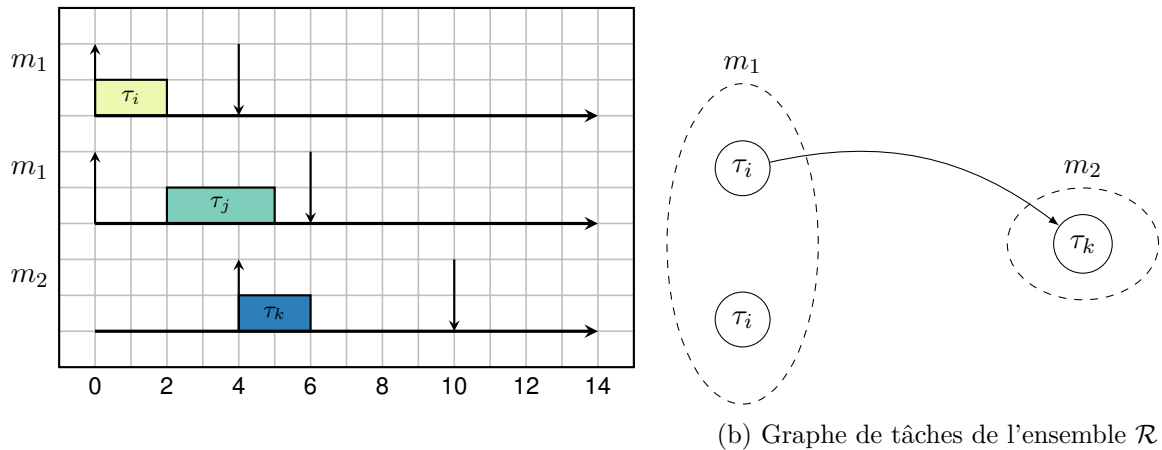 m1
τi
m1
τj
m2
τk
0 2 4 6 8 10 12 14
m1
τi
m2
τk
τi
(b) Graphe de tâches de l'ensemble R